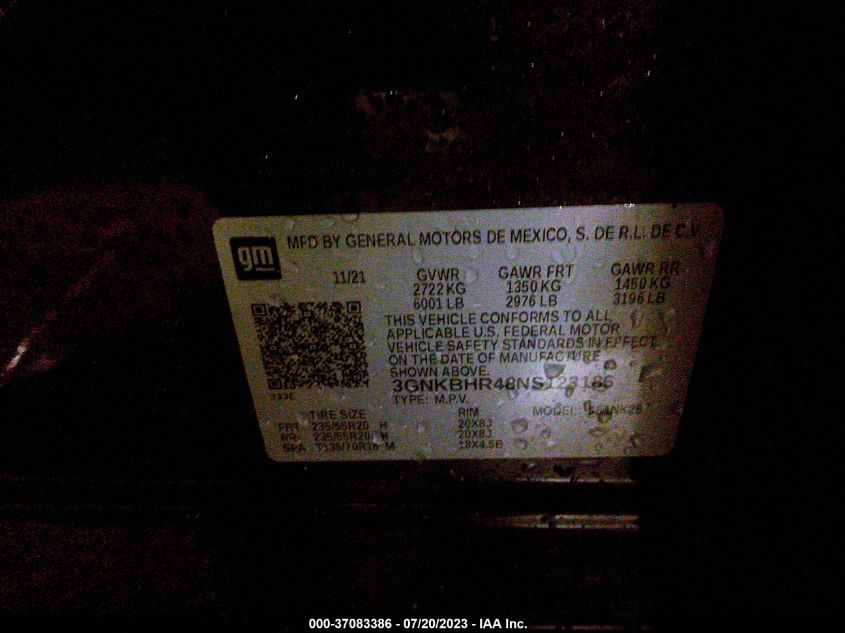 gm
MFD BY GENERAL MOTORS DE MEXICO, S. DE R.L. DE C.V.
11/21
GVWR GAWR FRT GAWR RR
2722 KG 1350 KG 1450 KG
6001 LB 2976 LB 3196 LB
THIS VEHICLE CONFORMS TO ALL
APPLICABLE U.S. FEDERAL MOTOR
VEHICLE SAFETY STANDARDS IN EFFECT
ON THE DATE OF MANUFACTURE
SHOWN ABOVE.
3GNKBHR48NS123186
TYPE: M.P.V. MODEL:
TIRE SIZE RIM
FRT 235/55R20 H 20X8J
RR 235/55R20 H 20X8J
SPA T135/70R18 M 18X4.5B
000-37083386 - 07/20/2023 - IAA Inc.